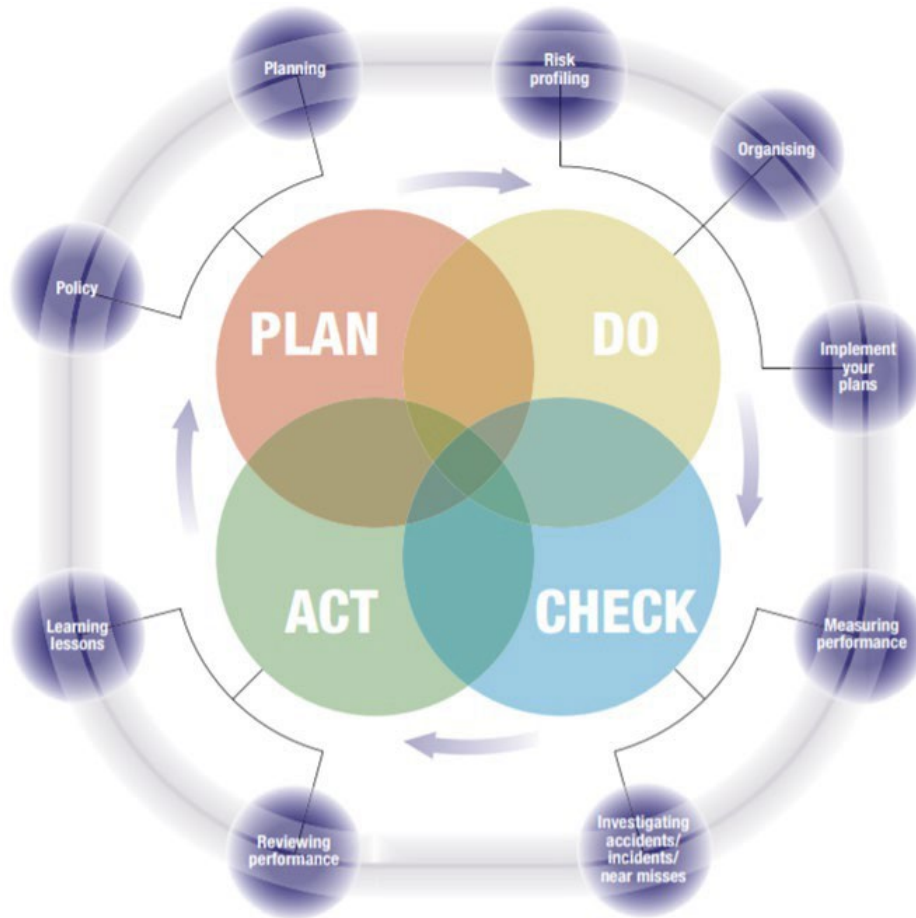 Planning
Risk
profiling
Organising
Policy
PLAN
DO
Implement
your
plans
ACT
CHECK
Learning
lessons
Measuring
performance
Reviewing
performance
Investigating
accidents/
incidents/
near misses